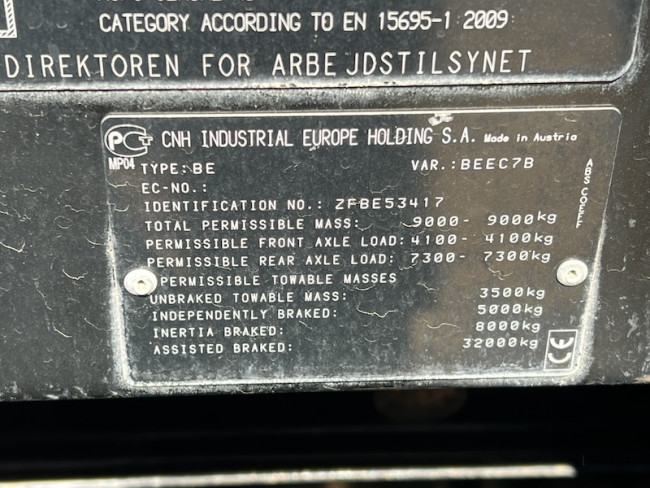 CATEGORY ACCORDING TO EN 15695-1:2009
DIREKTOREN FOR ARBEJDSTILSYNET
CNH INDUSTRIAL EUROPE HOLDING S.A. Made in Austria
MP04
TYPE: BE VAR.: BEEC7B
EC-NO.:
IDENTIFICATION NO.: ZFBE53417
TOTAL PERMISSIBLE MASS: 9000- 9000kg
PERMISSIBLE FRONT AXLE LOAD: 4100- 4100kg
PERMISSIBLE REAR AXLE LOAD: 7300- 7300kg
PERMISSIBLE TOWABLE MASSES
UNBRAKED TOWABLE MASS: 3500kg
INDEPENDENTLY BRAKED: 5000kg
INERTIA BRAKED: 8000kg
ASSISTED BRAKED: 32000kg
CE